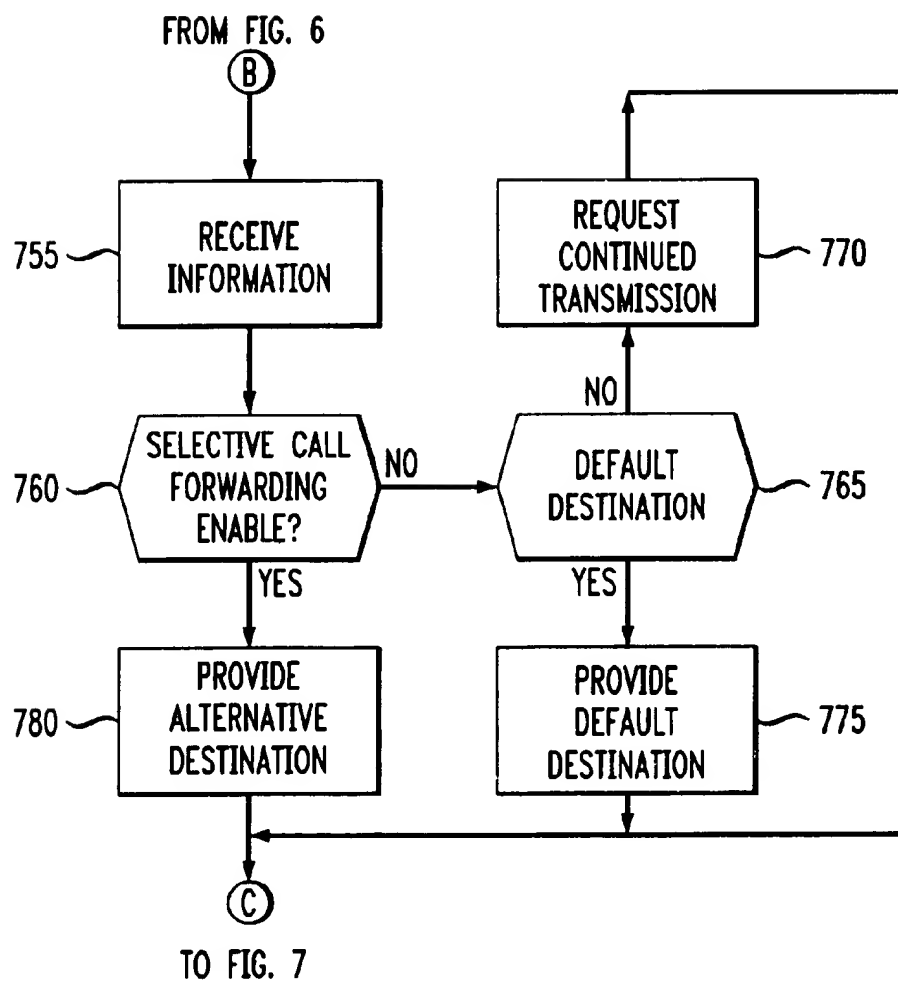 FROM FIG. 6
B
755
RECEIVE
INFORMATION
REQUEST
CONTINUED
TRANSMISSION
770
NO
760
SELECTIVE CALL
FORWARDING
ENABLE?
NO
DEFAULT
DESTINATION
765
YES
YES
780
PROVIDE
ALTERNATIVE
DESTINATION
PROVIDE
DEFAULT
DESTINATION
775
C
TO FIG. 7